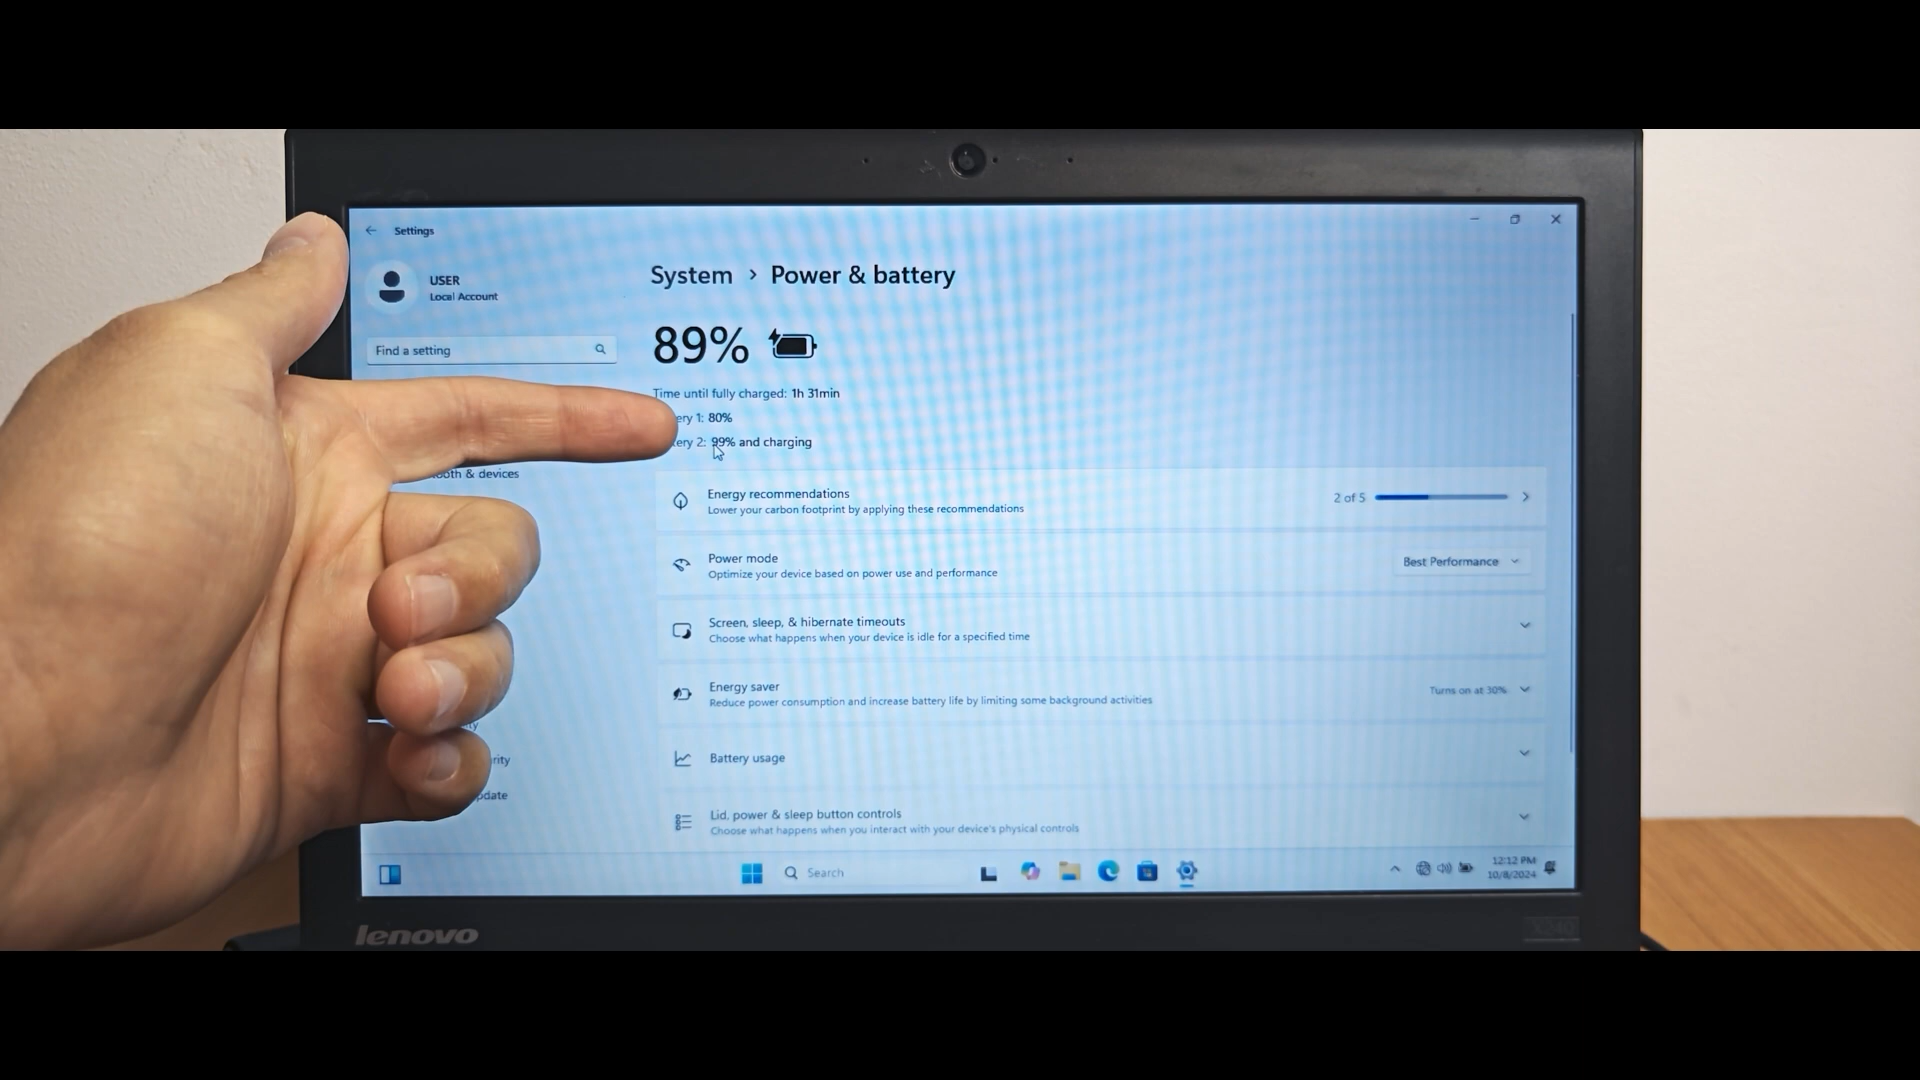 Settings
USER
Local Account
Find a setting
System > Power & battery
89%
Time until fully charged: 1h 31min
ery 1: 80%
ery 2: 99% and charging
oth & devices
Energy recommendations
Lower your carbon footprint by applying these recommendations
2 of 5
Power mode
Optimize your device based on power use and performance
Best Performance
Screen, sleep, & hibernate timeouts
Choose what happens when your device is idle for a specified time
Energy saver
Reduce power consumption and increase battery life by limiting some background activities
Turns on at 30%
ty
Battery usage
rity
pdate
Lid, power & sleep button controls
Choose what happens when you interact with your device's physical controls
Search
12:12 PM
10/8/2024
lenovo
X240